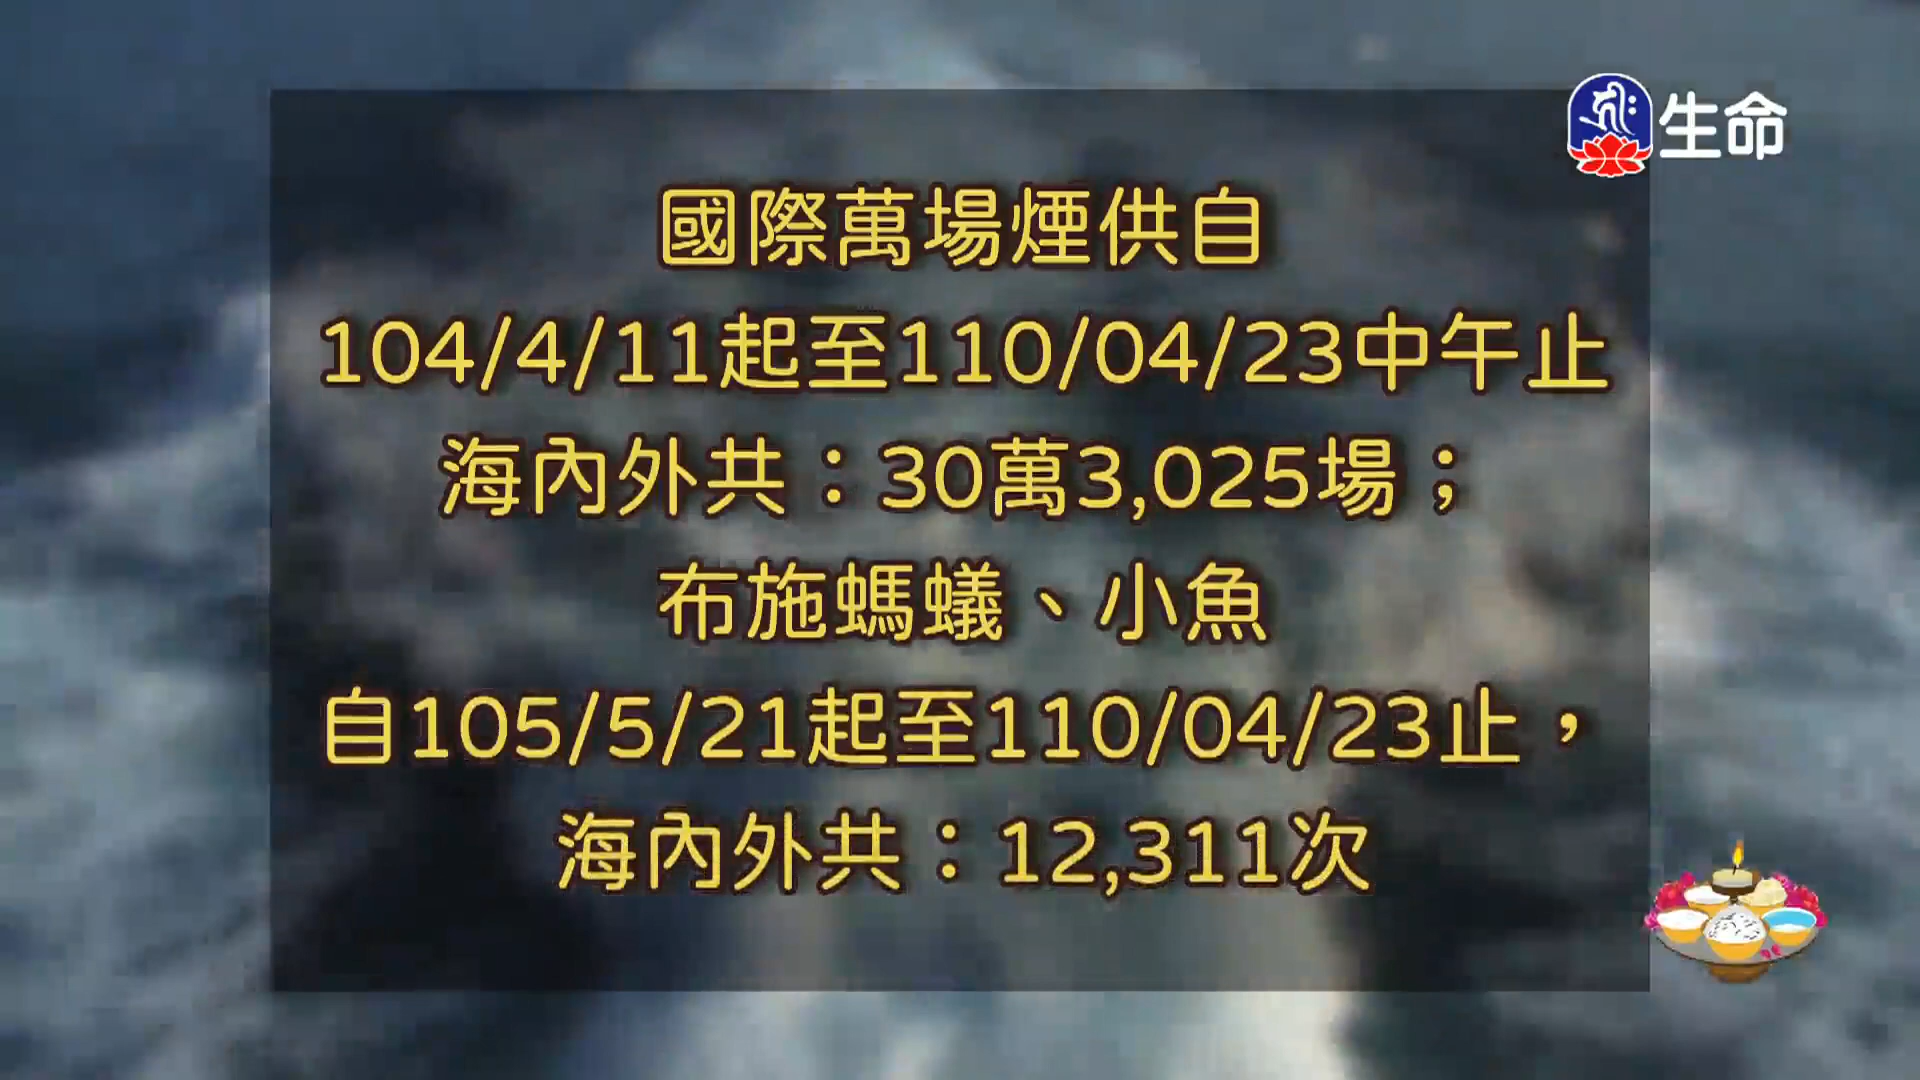 生命
國際萬場煙供自
104/4/11起至110/04/23中午止
海內外共：30萬3,025場；
布施螞蟻、小魚
自105/5/21起至110/04/23止，
海內外共：12,311次